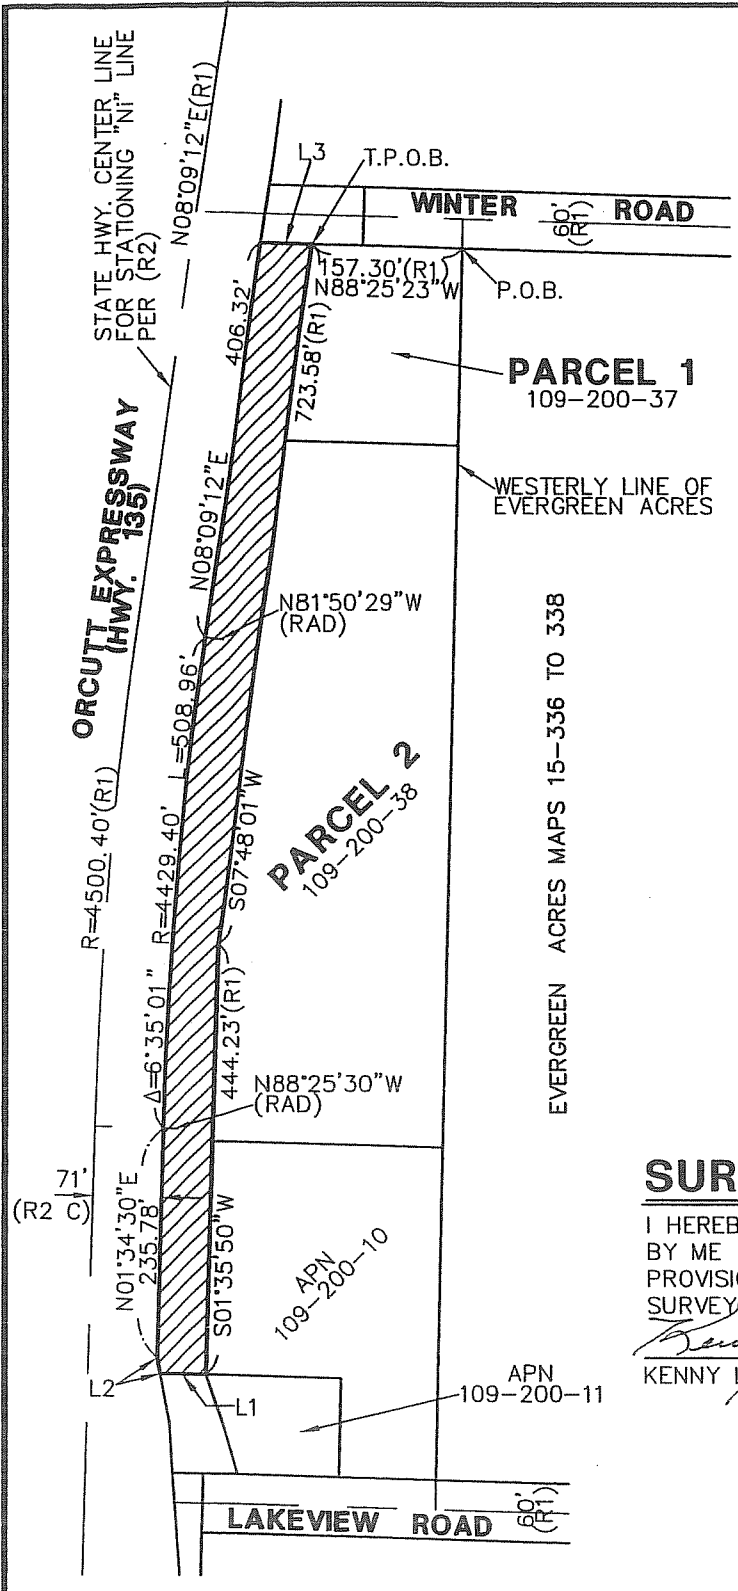 STATE HWY. CENTER LINE
FOR STATIONING "NI" LINE
PER (R2)
N08°09'12"E(R1)
L3
T.P.O.B.
WINTER ROAD
60'
(R1)
157.30'(R1)
N88°25'23"W
P.O.B.
406.32'
723.58'(R1)
PARCEL 1
109-200-37
WESTERLY LINE OF
EVERGREEN ACRES
ORCUTT EXPRESSWAY
(HWY. 135)
N08°09'12"E
N81°50'29"W
(RAD)
EVERGREEN ACRES MAPS 15-336 TO 338
R=4500.40'(R1)
Δ=6°35'01" R=4429.40' L=508.96'
S07°48'01"W
PARCEL 2
109-200-38
444.23'(R1)
N88°25'30"W
(RAD)
71'
(R2 C)
N01°34'30"E
235.78'
S01°35'50"W
APN
109-200-10
SUR
I HEREB
BY ME
PROVISIO
SURVEY
KENNY L
L2
L1
APN
109-200-11
LAKEVIEW ROAD
60'
(R1)